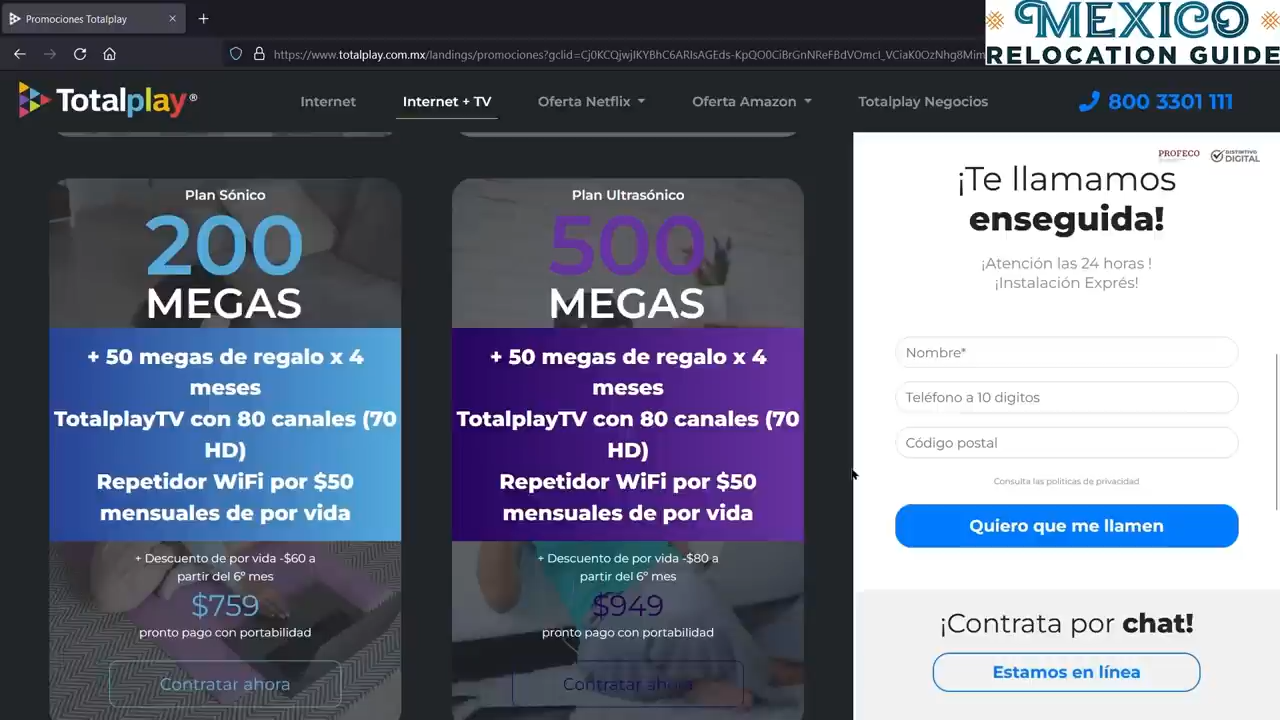 Promociones Totalplay
MEXICO
RELOCATION GUIDE
https://www.totalplay.com.mx/landings/promotiones?gclid=
Totalplay®
Internet
Internet + TV
Oferta Netflix
Oferta Amazon
Totalplay Negocios
800 3301 111
Plan Sónico
200
MEGAS
+ 50 megas de regalo x 4
meses
TotalplayTV con 80 canales (70
HD)
Repetidor WiFi por $50
mensuales de por vida
+ Descuento de por vida -$60 a
partir del 6º mes
$759
pronto pago con portabilidad
Contratar ahora
Plan Ultrasónico
500
MEGAS
+ 50 megas de regalo x 4
meses
TotalplayTV con 80 canales (70
HD)
Repetidor WiFi por $50
mensuales de por vida
+ Descuento de por vida -$80 a
partir del 6º mes
$949
pronto pago con portabilidad
Contratar ahora
PROFECO
DISTINTIVO
DIGITAL
¡Te llamamos
enseguida!
¡Atención las 24 horas !
¡Instalación Exprés!
Nombre*
Teléfono a 10 digitos
Código postal
Consulta las politicas de privacidad
Quiero que me llamen
¡Contrata por chat!
Estamos en línea